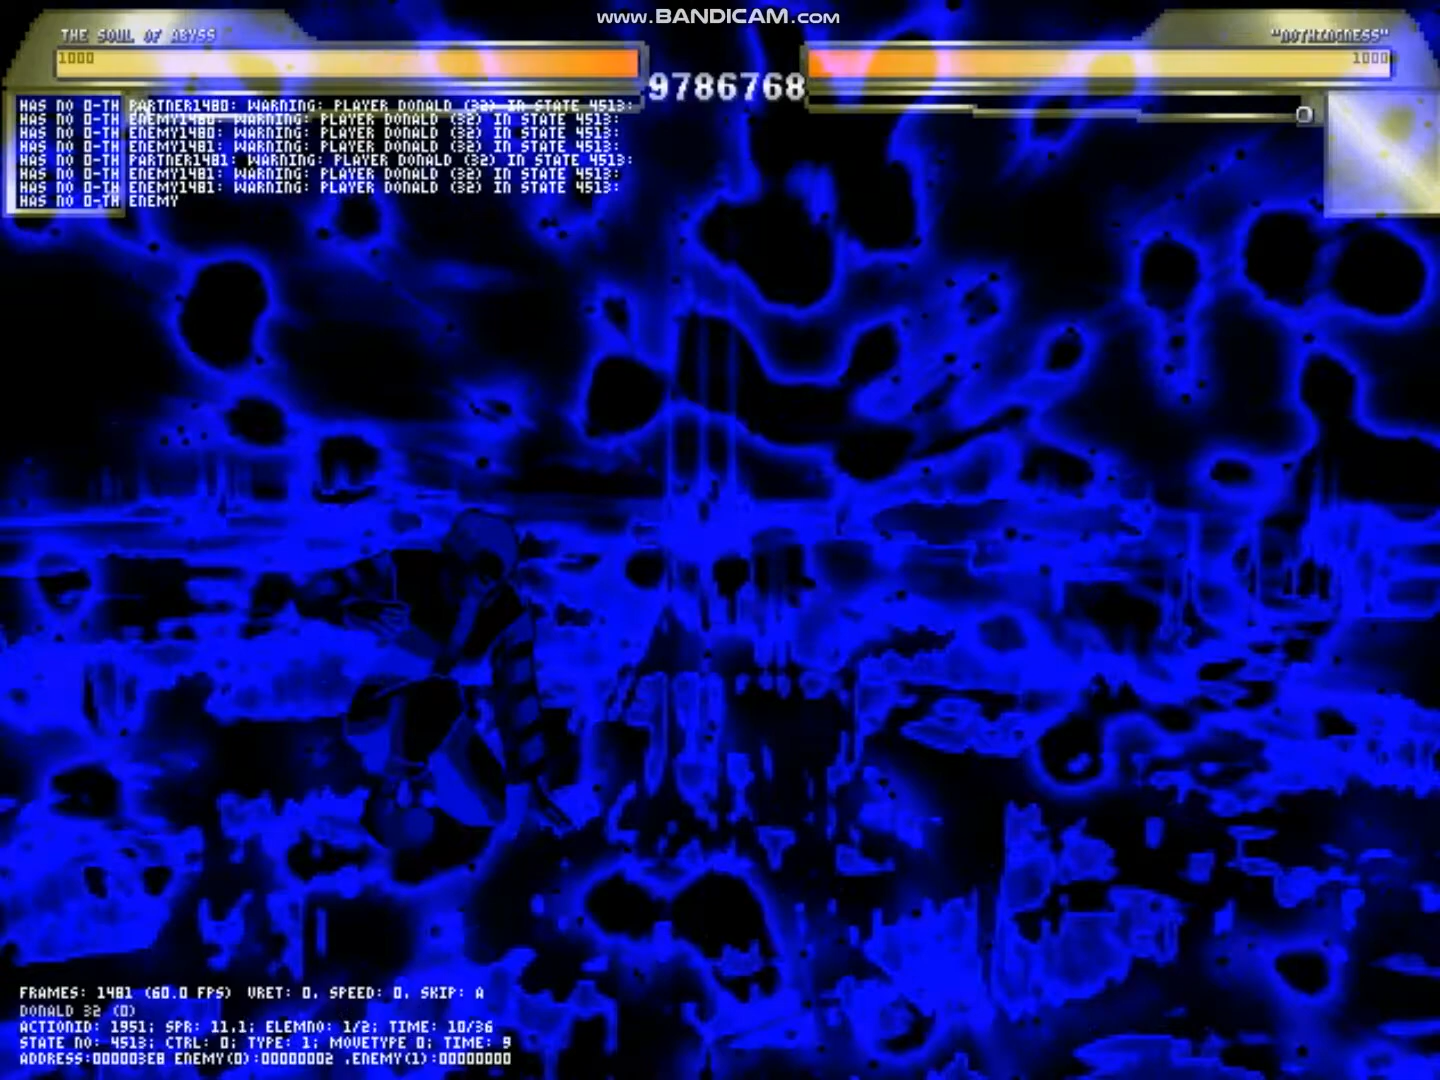 www.BANDICAM.com
THE SOUL OF ABYSS
"NOTHINGNESS"
1000
1000
9786768
HAS NO 0-TH PARTNER1480: WARNING: PLAYER DONALD (32) IN STATE 4513:
HAS NO 0-TH ENEMY1480: WARNING: PLAYER DONALD (32) IN STATE 4513:
HAS NO 0-TH ENEMY1480: WARNING: PLAYER DONALD (32) IN STATE 4513:
HAS NO 0-TH ENEMY1481: WARNING: PLAYER DONALD (32) IN STATE 4513:
HAS NO 0-TH PARTNER1481: WARNING: PLAYER DONALD (32) IN STATE 4513:
HAS NO 0-TH ENEMY1481: WARNING: PLAYER DONALD (32) IN STATE 4513:
HAS NO 0-TH ENEMY1481: WARNING: PLAYER DONALD (32) IN STATE 4513:
HAS NO 0-TH ENEMY
0
FRAMES: 1481 (60.0 FPS) VRET: 0, SPEED: 0, SKIP: A
DONALD 32 (0)
ACTIONID: 1951; SPR: 11,1; ELEMNO: 1/2; TIME: 10/36
STATE NO: 4513; CTRL: 0; TYPE: 1; MOVETYPE 0; TIME: 9
ADDRESS:000003E8 ENEMY(0):00000002 ,ENEMY(1):00000000